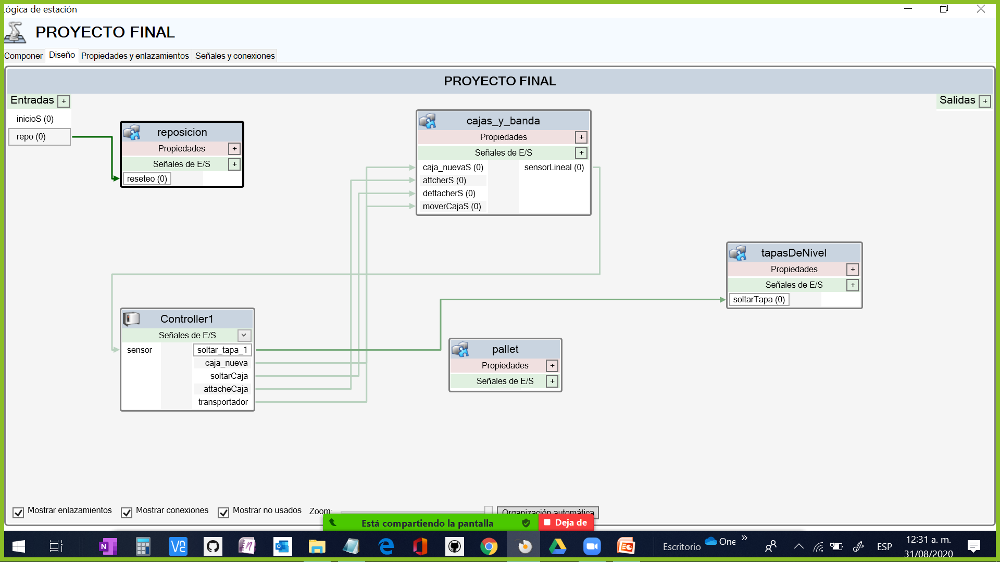 Lógica de estación
PROYECTO FINAL
Componer Diseño Propiedades y enlazamientos Señales y conexiones
PROYECTO FINAL
Entradas +
Salidas +
inicioS (0)
repo (0)
reposicion
Propiedades +
Señales de E/S +
reseteo (0)
cajas_y_banda
Propiedades +
Señales de E/S +
caja_nuevaS (0) sensorLineal (0)
attcherS (0)
dettacherS (0)
moverCajaS (0)
tapasDeNivel
Propiedades +
Señales de E/S +
soltarTapa (0)
Controller1
Señales de E/S
sensor soltar_tapa_1
caja_nueva
soltarCaja
attacheCaja
transportador
pallet
Propiedades +
Señales de E/S +
Mostrar enlazamientos Mostrar conexiones Mostrar no usados Zoom: Organización automática
Está compartiendo la pantalla Deja de
Escritorio One » ESP 12:31 a. m.
31/08/2020